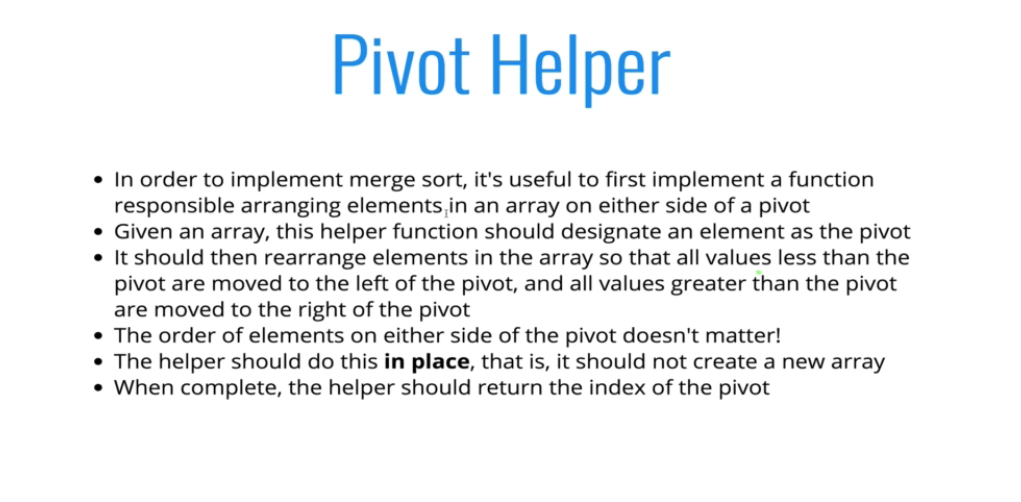 Pivot Helper
• In order to implement merge sort, it's useful to first implement a function
responsible arranging elements in an array on either side of a pivot
• Given an array, this helper function should designate an element as the pivot
• It should then rearrange elements in the array so that all values less than the
pivot are moved to the left of the pivot, and all values greater than the pivot
are moved to the right of the pivot
• The order of elements on either side of the pivot doesn't matter!
• The helper should do this in place, that is, it should not create a new array
• When complete, the helper should return the index of the pivot